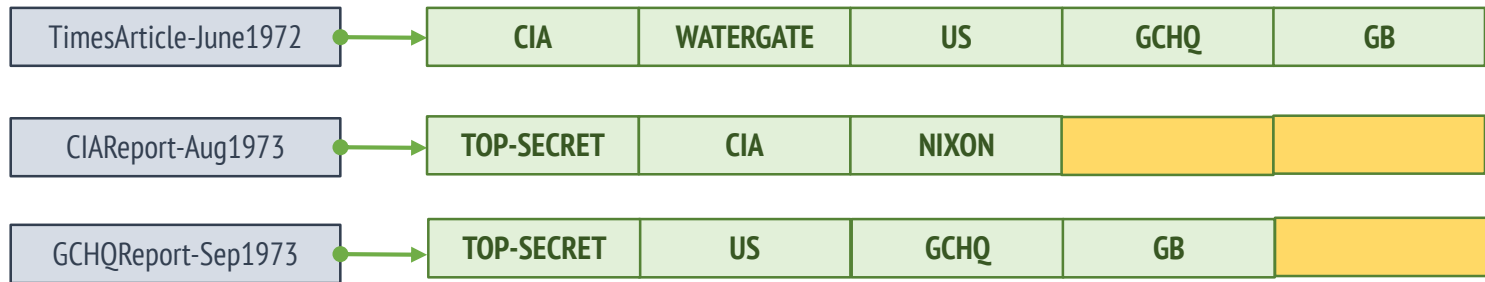 TimesArticle-June1972 CIA WATERGATE US GCHQ GB
CIAReport-Aug1973 TOP-SECRET CIA NIXON
GCHQReport-Sep1973 TOP-SECRET US GCHQ GB